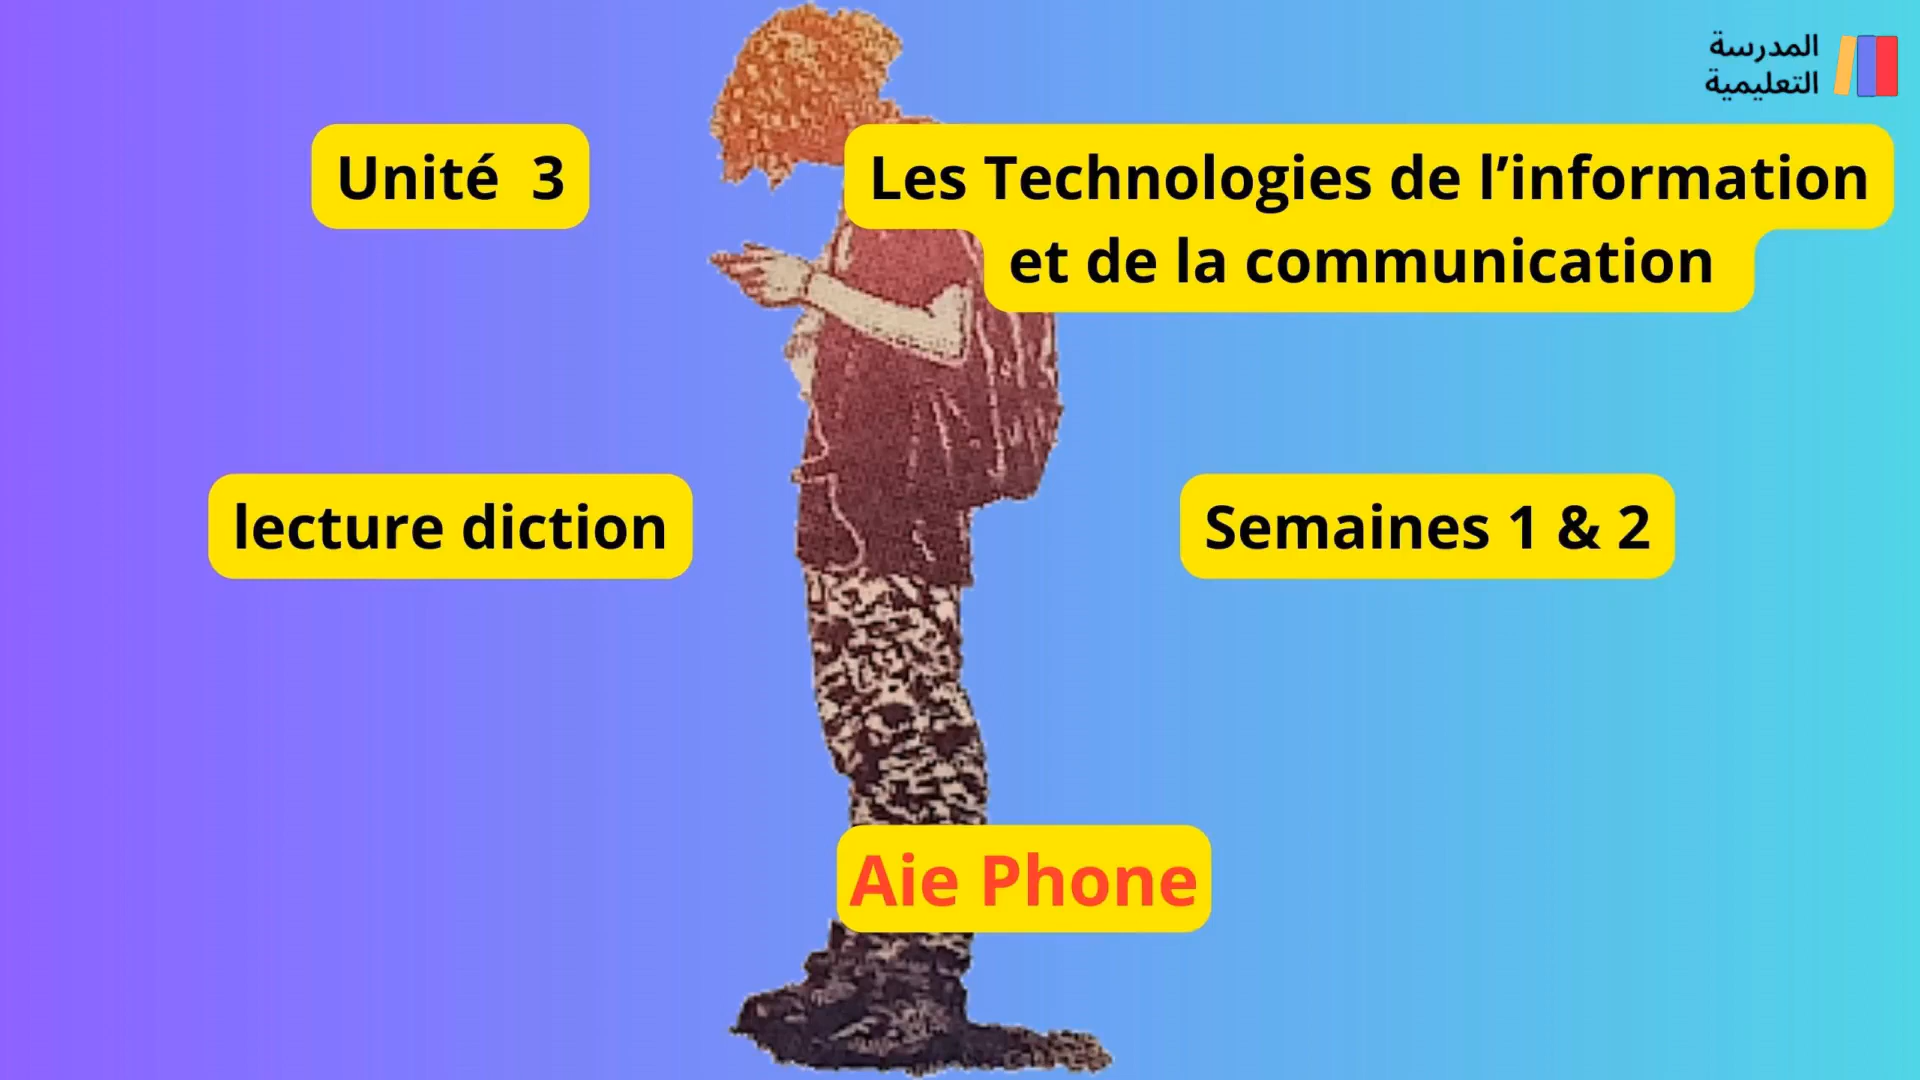 المدرسة
التعليمية
Unité 3
Les Technologies de l’information
et de la communication
lecture diction
Semaines 1 & 2
Aie Phone